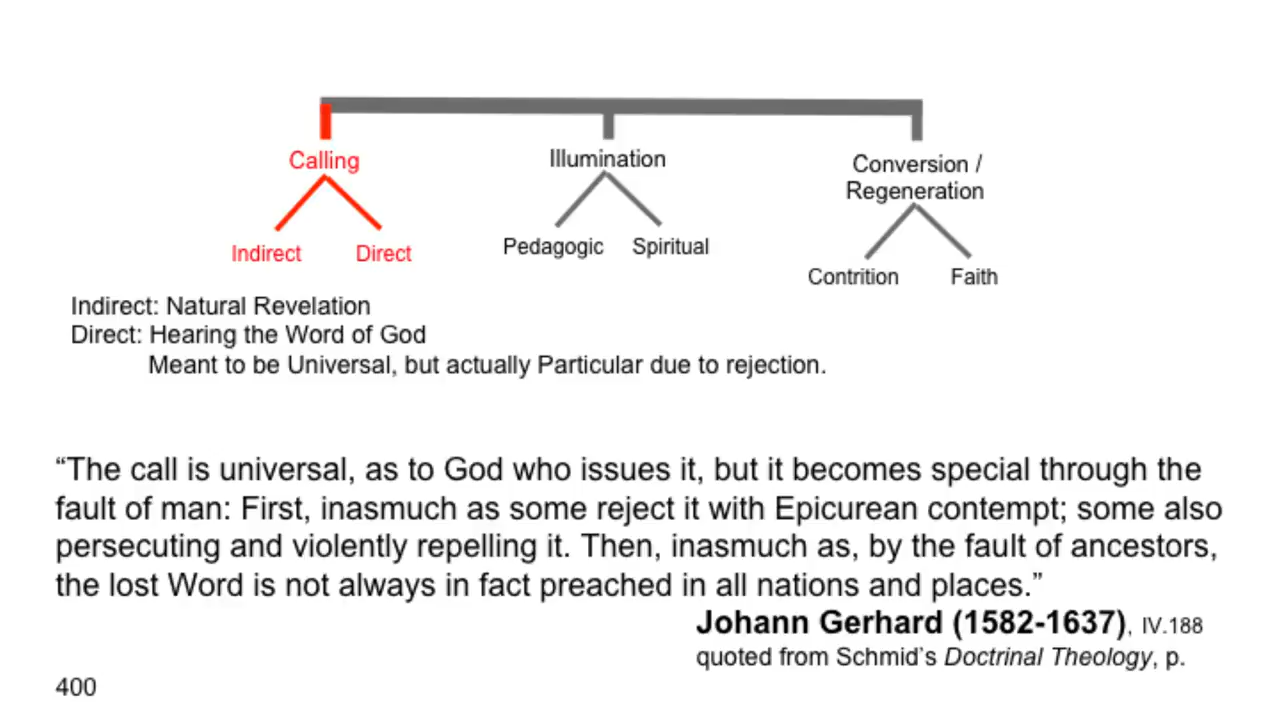 Calling
Illumination
Conversion /
Regeneration
Indirect
Direct
Pedagogic
Spiritual
Contrition
Faith
Indirect: Natural Revelation
Direct: Hearing the Word of God
Meant to be Universal, but actually Particular due to rejection.
“The call is universal, as to God who issues it, but it becomes special through the
fault of man: First, inasmuch as some reject it with Epicurean contempt; some also
persecuting and violently repelling it. Then, inasmuch as, by the fault of ancestors,
the lost Word is not always in fact preached in all nations and places.”
Johann Gerhard (1582-1637), IV.188
quoted from Schmid’s Doctrinal Theology, p.
400